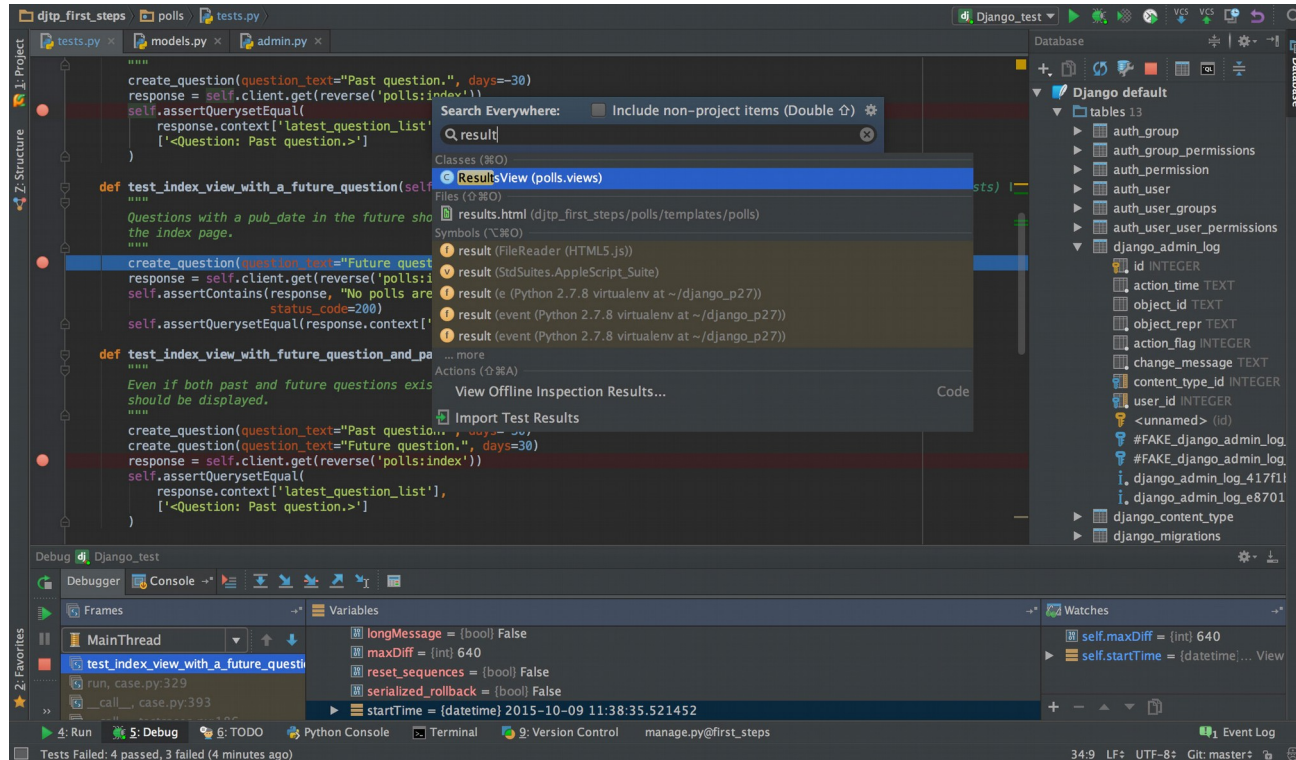 djtp_first_steps polls tests.py Django_test VCS VCS
tests.py models.py admin.py
1: Project
Z: Structure
2: Favorites
"""
create_question(question_text="Past question.", days=-30)
response = self.client.get(reverse('polls:index'))
self.assertQuerysetEqual(
response.context['latest_question_list'
['<Question: Past question.>']
)
def test_index_view_with_a_future_question(self
sts)
"""
Questions with a pub_date in the future sho
the index page.
"""
create_question(question_text="Future quest
response = self.client.get(reverse('polls:i
self.assertContains(response, "No polls are
status_code=200)
self.assertQuerysetEqual(response.context['
def test_index_view_with_future_question_and_pa
"""
Even if both past and future questions exis
should be displayed.
"""
create_question(question_text="Past question.", days=-30)
create_question(question_text="Future question.", days=30)
response = self.client.get(reverse('polls:index'))
self.assertQuerysetEqual(
response.context['latest_question_list'],
['<Question: Past question.>']
)
Search Everywhere: Include non-project items (Double ⇧)
result
Classes (⌘O)
ResultsView (polls.views)
Files (⇧⌘O)
results.html (djtp_first_steps/polls/templates/polls)
Symbols (⌥⌘O)
result (FileReader (HTML5.js))
result (StdSuites.AppleScript_Suite)
result (e (Python 2.7.8 virtualenv at ~/django_p27))
result (event (Python 2.7.8 virtualenv at ~/django_p27))
result (event (Python 2.7.8 virtualenv at ~/django_p27))
... more
Actions (⇧⌘A)
View Offline Inspection Results... Code
Import Test Results
Database
Database
Django default
tables 13
auth_group
auth_group_permissions
auth_permission
auth_user
auth_user_groups
auth_user_user_permissions
django_admin_log
id INTEGER
action_time TEXT
object_id TEXT
object_repr TEXT
action_flag INTEGER
change_message TEXT
content_type_id INTEGER
user_id INTEGER
<unnamed> (id)
#FAKE_django_admin_log_
#FAKE_django_admin_log_
django_admin_log_417f1
django_admin_log_e8701
django_content_type
django_migrations
Debug Django_test
Debugger Console
Frames
MainThread
test_index_view_with_a_future_questi
run, case.py:329
__call__, case.py:393
Variables
longMessage = {bool} False
maxDiff = {int} 640
reset_sequences = {bool} False
serialized_rollback = {bool} False
startTime = {datetime} 2015-10-09 11:38:35.521452
Watches
self.maxDiff = {int} 640
self.startTime = {datetime}... View
4: Run 5: Debug 6: TODO Python Console Terminal 9: Version Control manage.py@first_steps 1 Event Log
Tests Failed: 4 passed, 3 failed (4 minutes ago) 34:9 LF UTF-8 Git: master